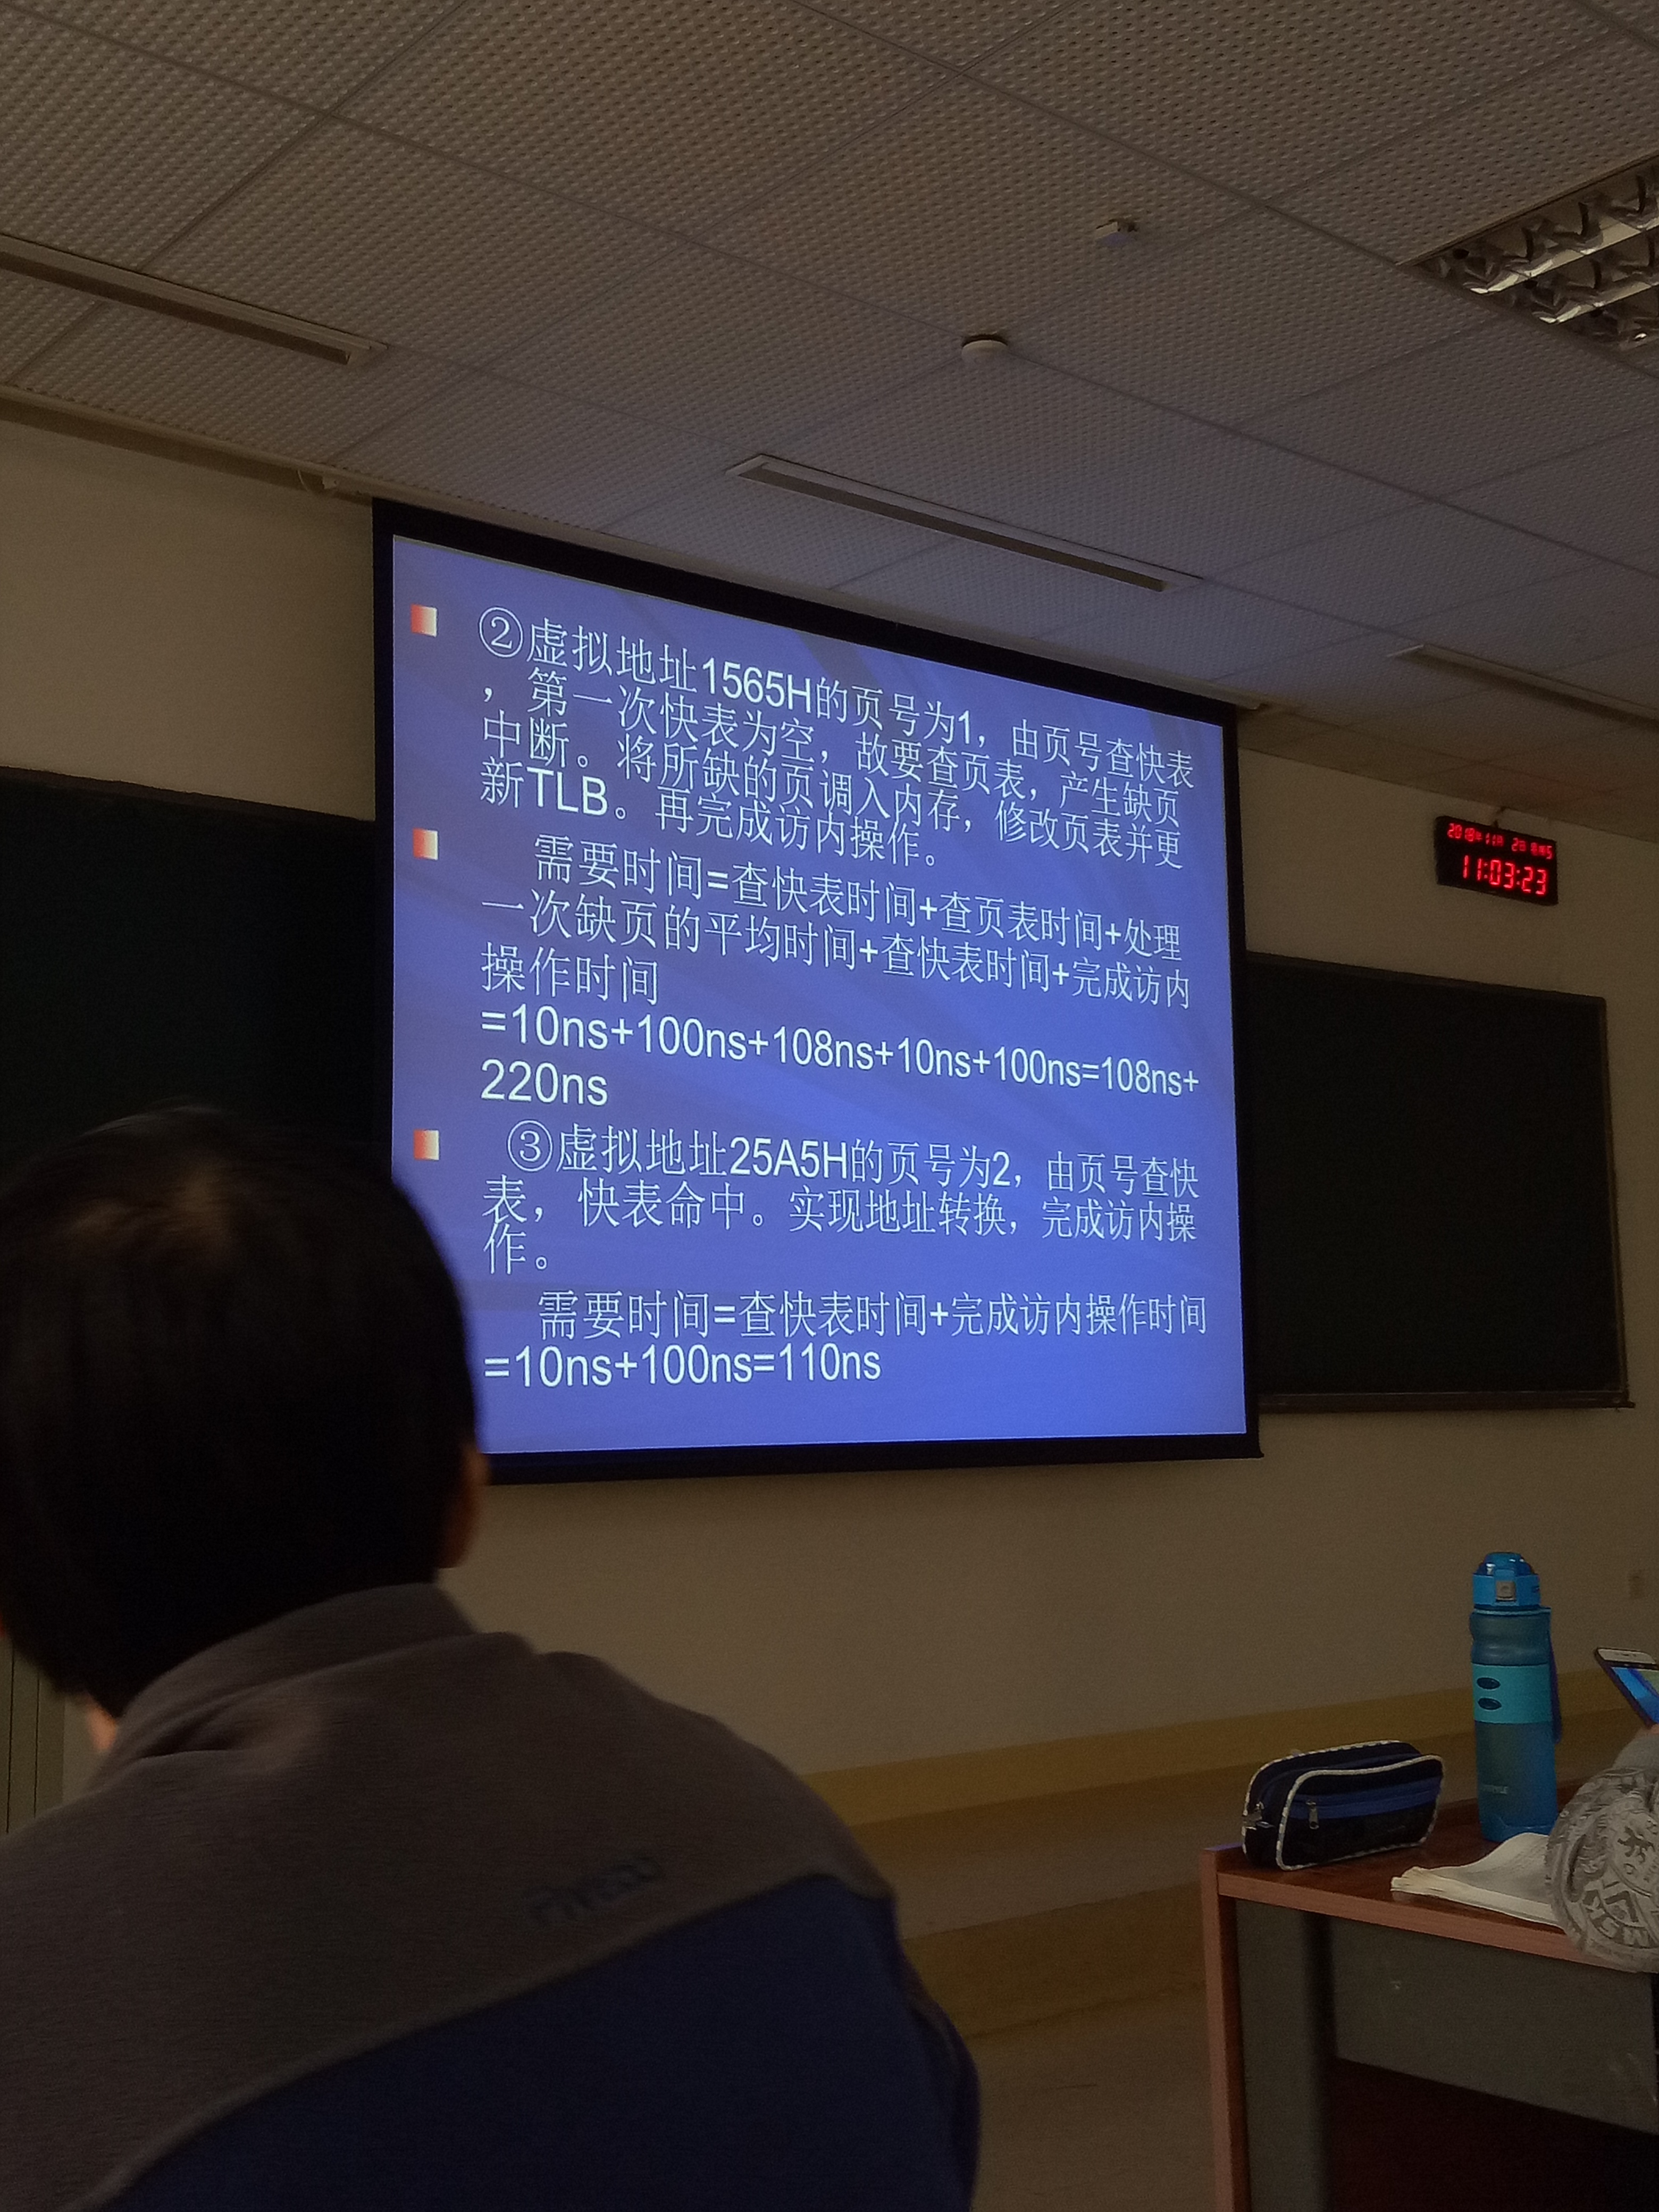 ②虚拟地址1565H的页号为1，由页号查快表
，第一次快表为空，故要查页表，产生缺页
中断。将所缺的页调入内存，修改页表并更
新TLB。再完成访内操作。
需要时间=查快表时间+查页表时间+处理
一次缺页的平均时间+查快表时间+完成访内
操作时间
=10ns+100ns+108ns+10ns+100ns=108ns+
220ns
③虚拟地址25A5H的页号为2，由页号查快
表，快表命中。实现地址转换，完成访内操
作。
需要时间=查快表时间+完成访内操作时间
=10ns+100ns=110ns
11:03:23